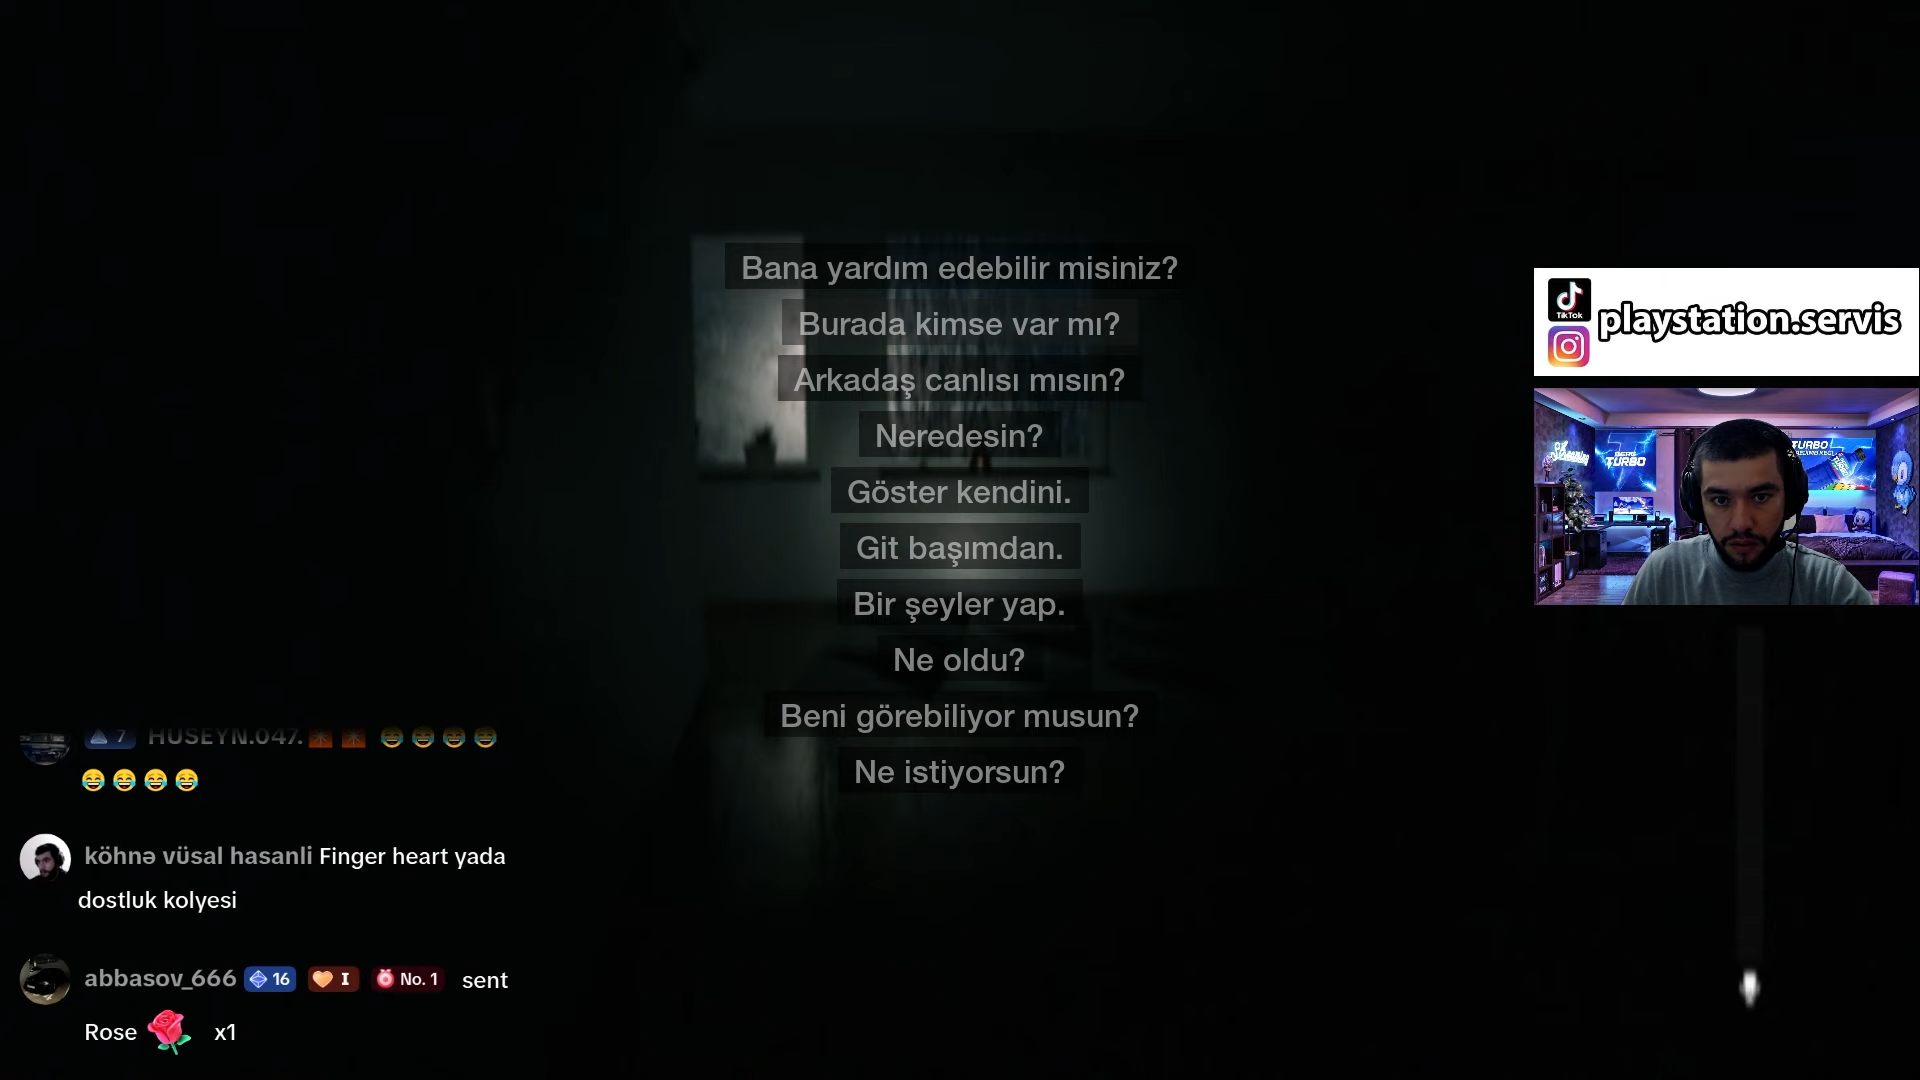 Bana yardım edebilir misiniz?
Burada kimse var mı?
Arkadaş canlısı mısın?
Neredesin?
Göster kendini.
Git başımdan.
Bir şeyler yap.
Ne oldu?
Beni görebiliyor musun?
Ne istiyorsun?
TikTok
playstation.servis
TURBO
TURBO
7 HUSEYN.047. 💥 💥 😂 😂 😂 😂
😂 😂 😂 😂
köhnə vüsal hasanli Finger heart yada
dostluk kolyesi
abbasov_666 16 I No. 1 sent
Rose 🌹 x1